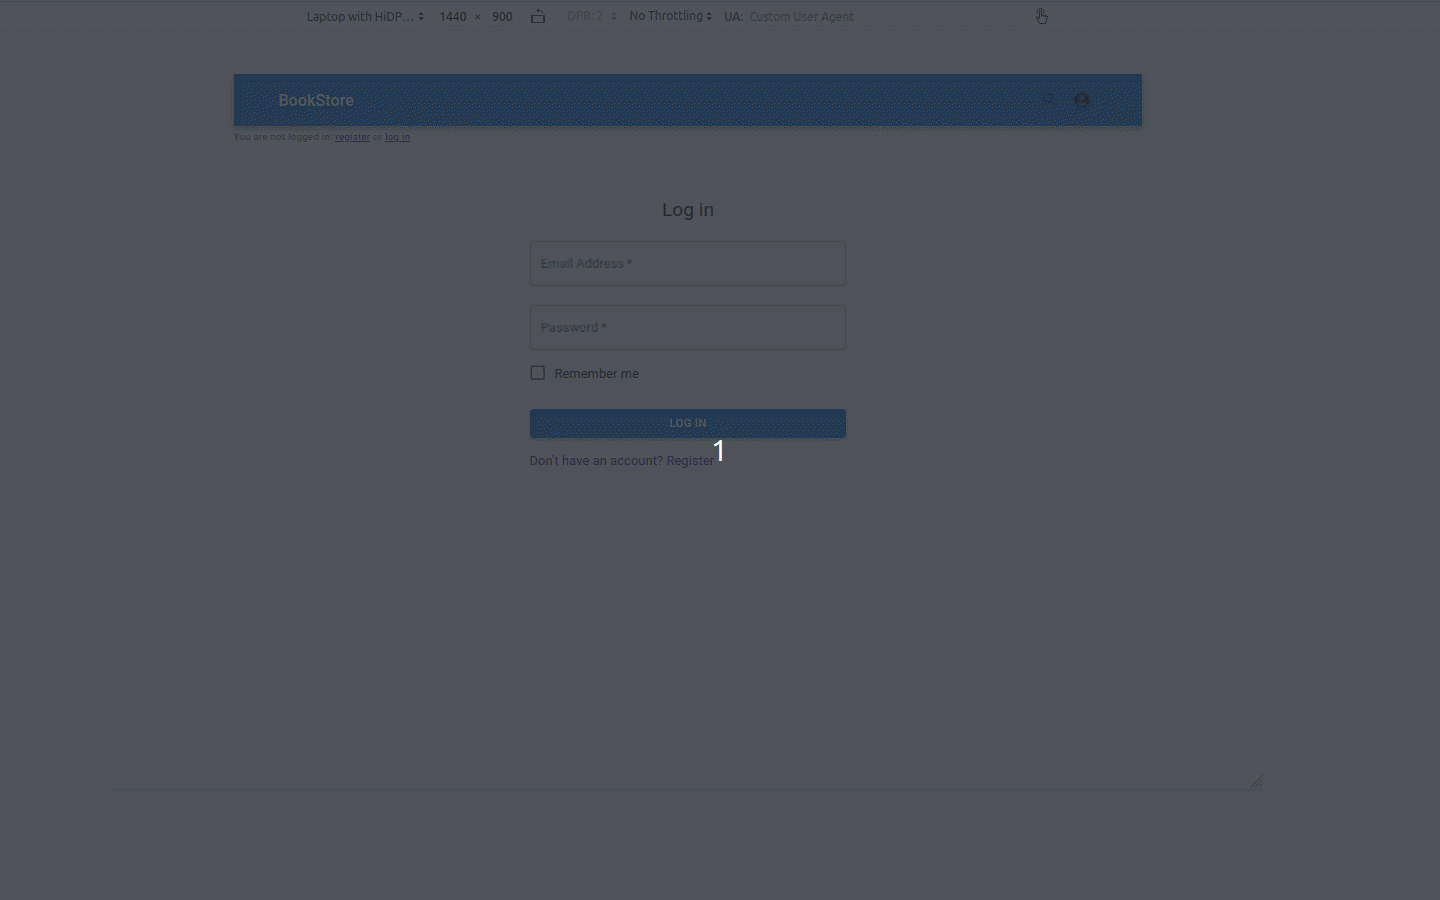 Laptop with HiDP... 1440 × 900 DPR: 2 No Throttling UA: Custom User Agent
BookStore
You are not logged in: register or log in
Log in
Email Address *
Password *
Remember me
LOG IN
1
Don't have an account? Register